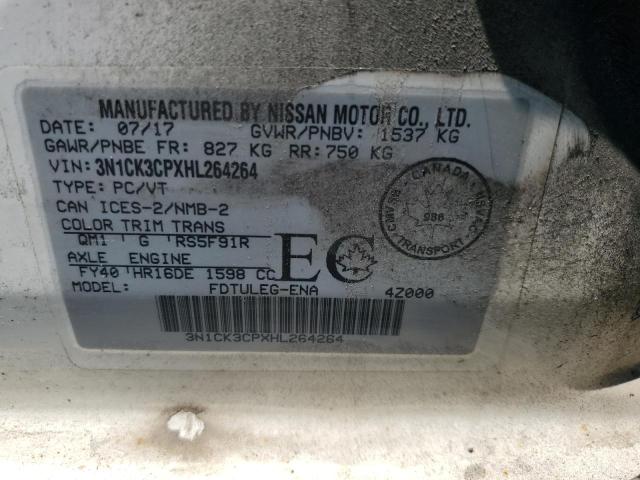 MANUFACTURED BY NISSAN MOTOR CO., LTD.
DATE: 07/17 GVWR/PNBV: 1537 KG
GAWR/PNBE FR: 827 KG RR: 750 KG
VIN: 3N1CK3CPXHL264264
TYPE: PC/VT
CAN ICES-2/NMB-2
COLOR TRIM TRANS
QM1 G RS5F91R
AXLE ENGINE
FY40 HR16DE 1598 CC
MODEL: FDTULEG-ENA 4Z000
EC
CANADA
986
TRANSPORT
3N1CK3CPXHL264264